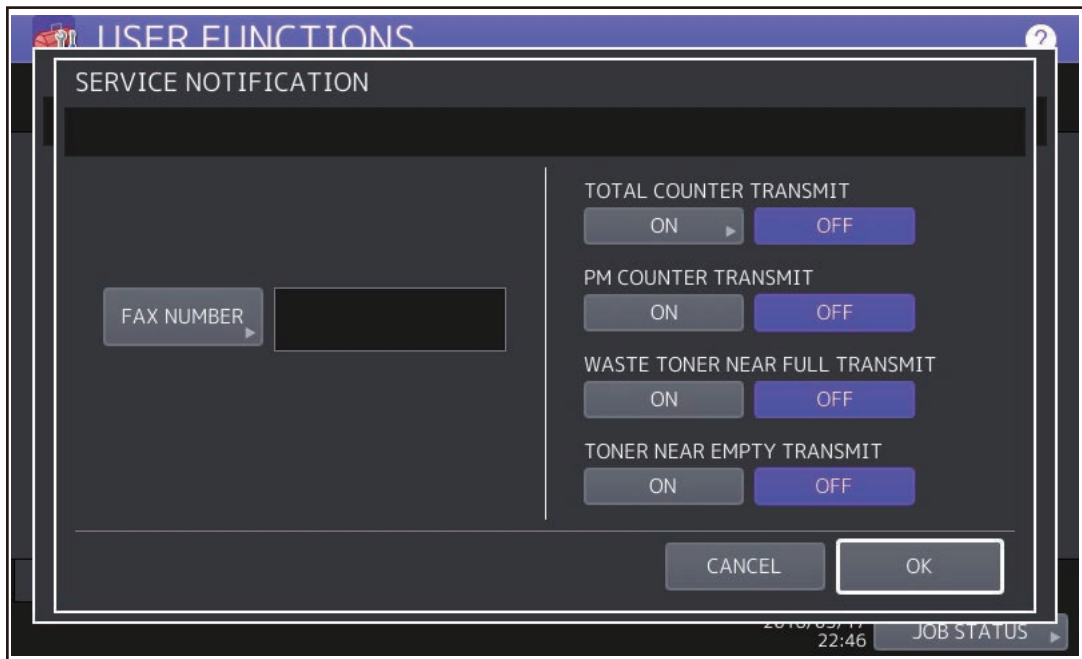 USER FUNCTIONS
?
SERVICE NOTIFICATION
TOTAL COUNTER TRANSMIT
ON OFF
PM COUNTER TRANSMIT
ON OFF
FAX NUMBER
WASTE TONER NEAR FULL TRANSMIT
ON OFF
TONER NEAR EMPTY TRANSMIT
ON OFF
CANCEL OK
22:46 JOB STATUS